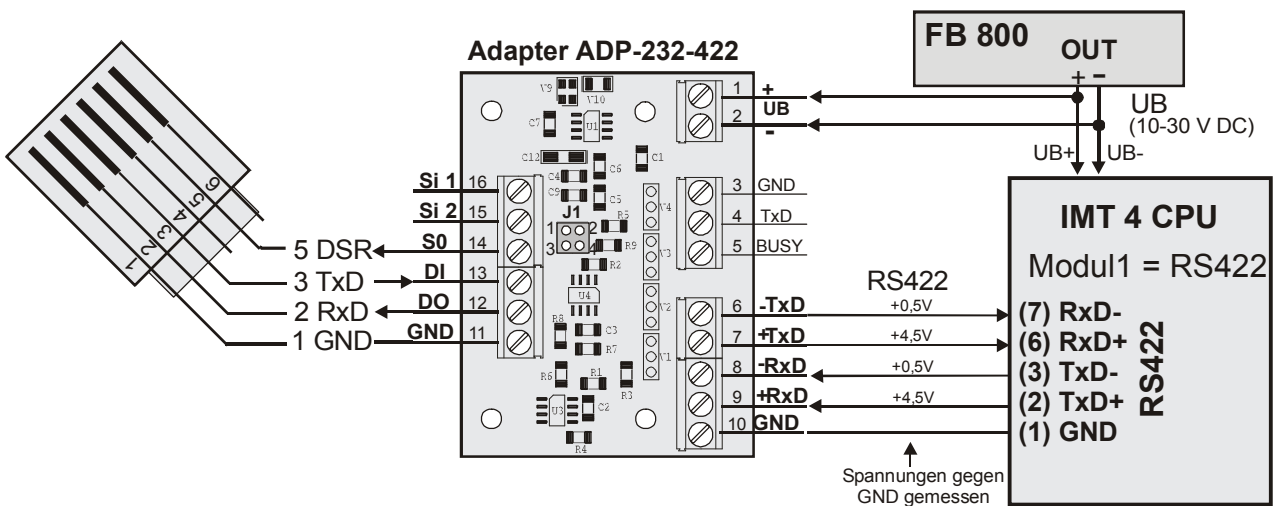 Adapter ADP-232-422
FB 800
OUT
+ -
UB
(10-30 V DC)
UB+ UB-
1 2 3 4 5 6
5 DSR
3 TxD
2 RxD
1 GND
Si 1 16
Si 2 15
S0 14
DI 13
DO 12
GND 11
V9
V10
C7
U1
C12
C6
C1
C4
C9
C5
J1
1 2
3 4
R5
R9
R2
U4
V4
V3
V2
V1
R8
C3
R7
R6
R1
R3
U3
C2
R4
1 +
UB
2 -
3 GND
4 TxD
5 BUSY
6 -TxD
7 +TxD
8 -RxD
9 +RxD
10 GND
RS422
+0,5V
+4,5V
+0,5V
+4,5V
Spannungen gegen
GND gemessen
IMT 4 CPU
Modul1 = RS422
(7) RxD-
(6) RxD+
(3) TxD-
(2) TxD+
(1) GND
RS422